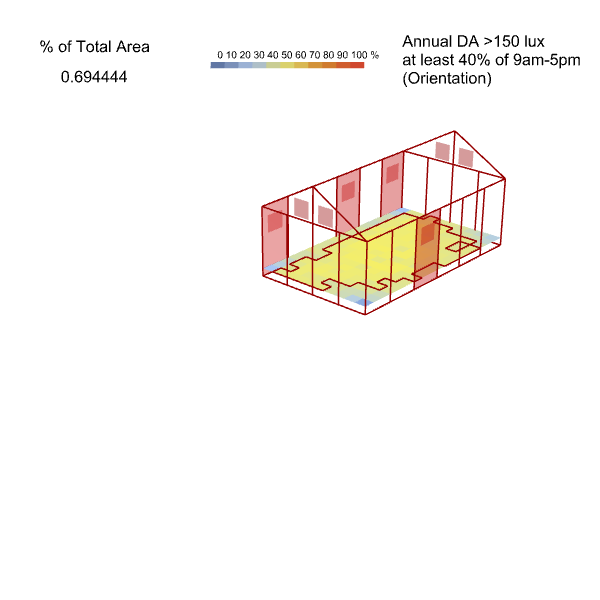 % of Total Area
0.694444
0 10 20 30 40 50 60 70 80 90 100 %
Annual DA >150 lux
at least 40% of 9am-5pm
(Orientation)